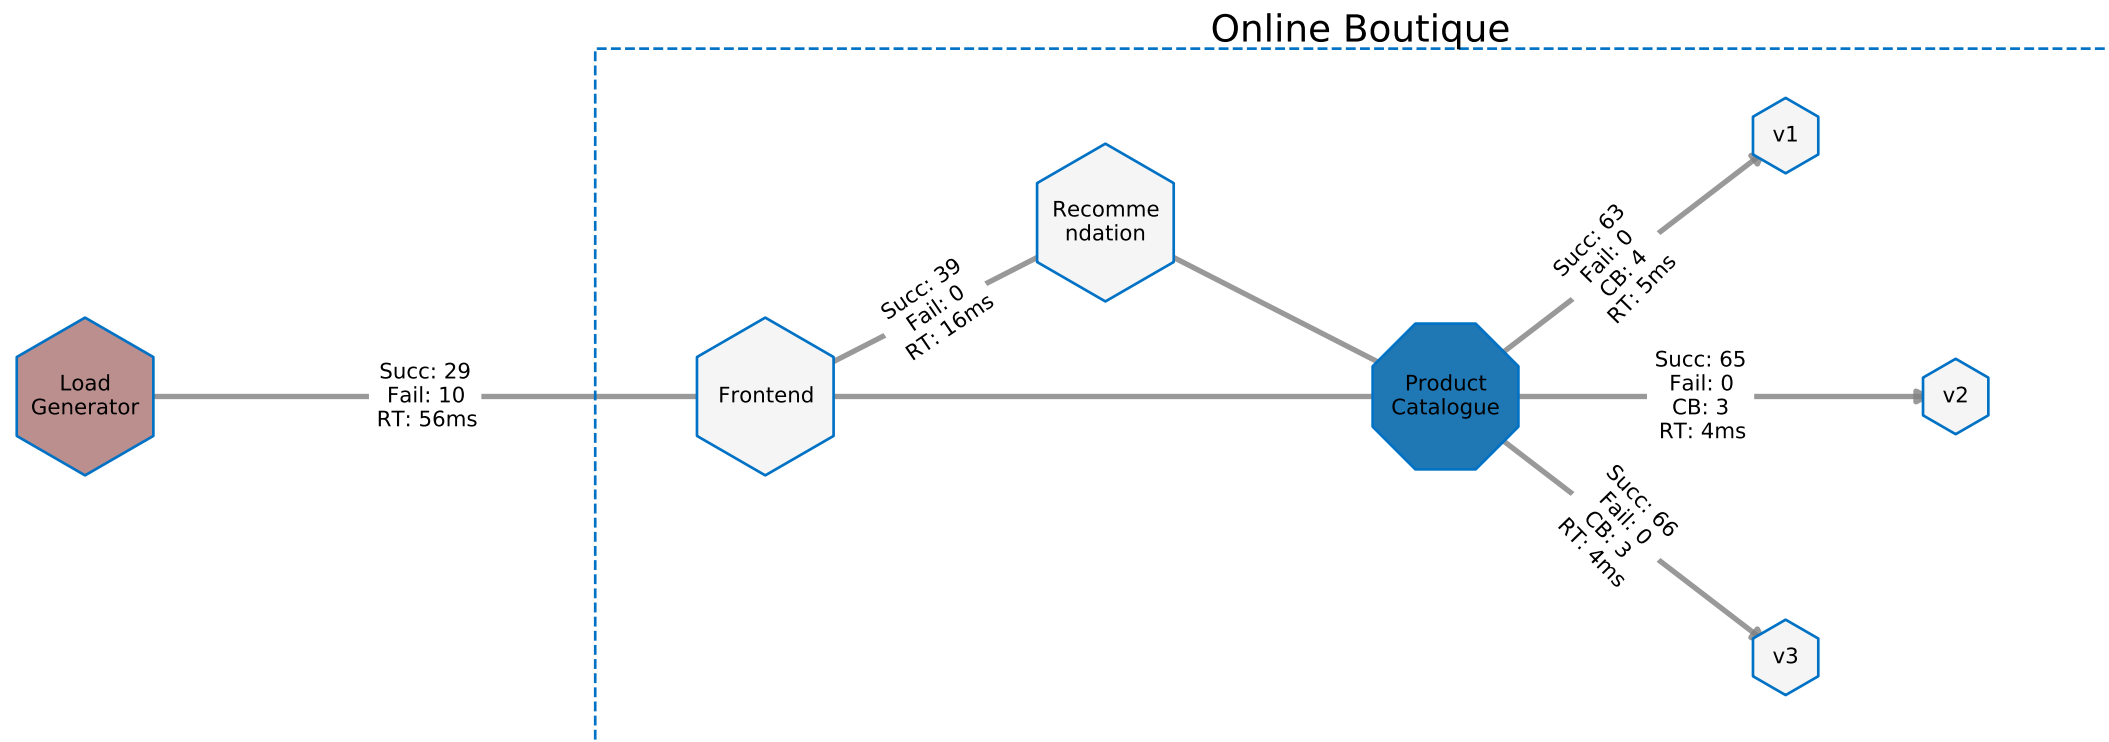 Online Boutique
Load
Generator
Succ: 29
Fail: 10
RT: 56ms
Frontend
Succ: 39
Fail: 0
RT: 16ms
Recomme
ndation
Product
Catalogue
Succ: 63
Fail: 0
CB: 4
RT: 5ms
v1
Succ: 65
Fail: 0
CB: 3
RT: 4ms
v2
Succ: 66
Fail: 0
CB: 3
RT: 4ms
v3